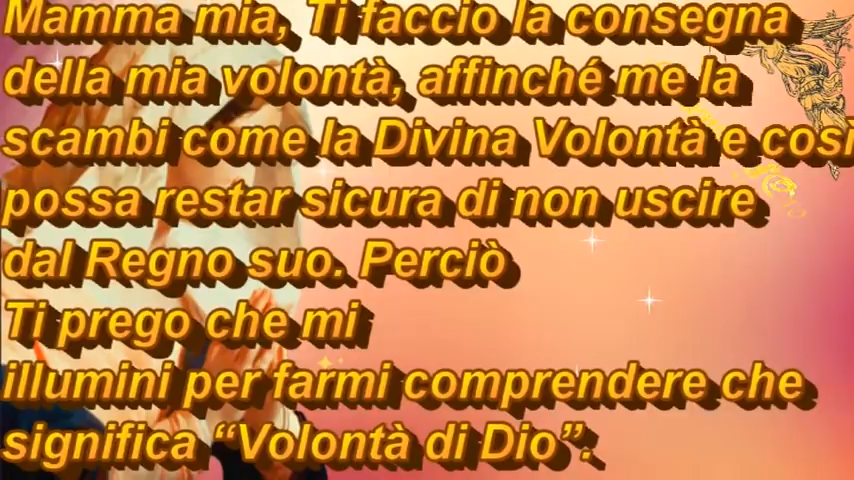 Mamma mia, Ti faccio la consegna
della mia volontà, affinché me la
scambi come la Divina Volontà e così
possa restar sicura di non uscire
dal Regno suo. Perciò
Ti prego che mi
illumini per farmi comprendere che
significa “Volontà di Dio”.